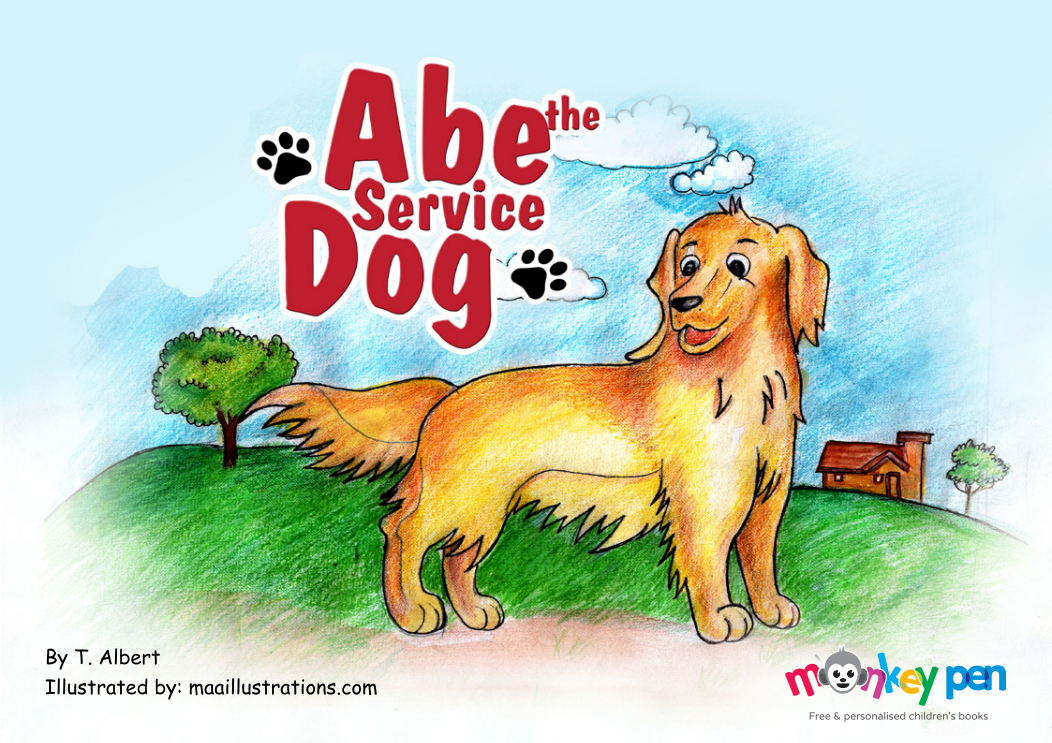 Abe the
Service
Dog
By T. Albert
Illustrated by: maaillustrations.com
monkey pen
Free & personalised children's books